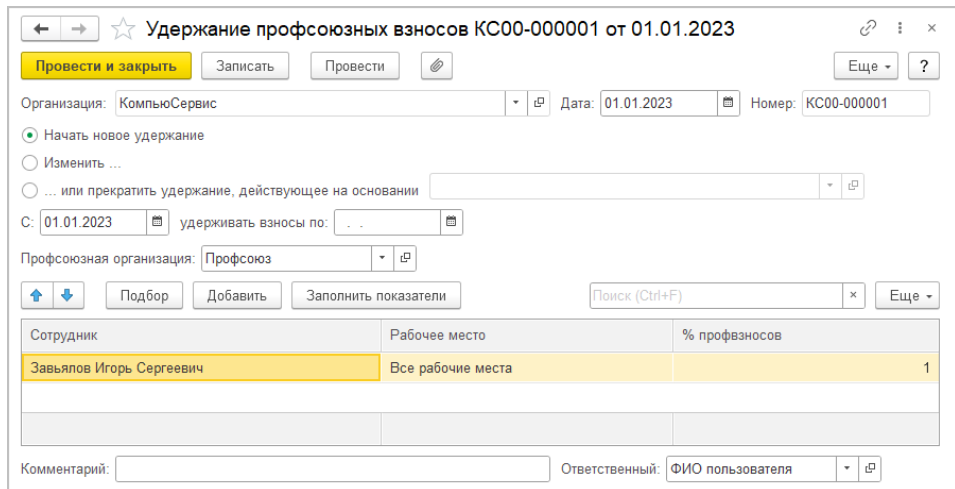 Удержание профсоюзных взносов КС00-000001 от 01.01.2023
Провести и закрыть Записать Провести Еще ?
Организация: КомпьюСервис Дата: 01.01.2023 Номер: КС00-000001
Начать новое удержание
Изменить ...
... или прекратить удержание, действующее на основании
С: 01.01.2023 удерживать взносы по: . .
Профсоюзная организация: Профсоюз
Подбор Добавить Заполнить показатели Поиск (Ctrl+F) × Еще
Сотрудник Рабочее место % профвзносов
Завьялов Игорь Сергеевич Все рабочие места 1
Комментарий: Ответственный: ФИО пользователя